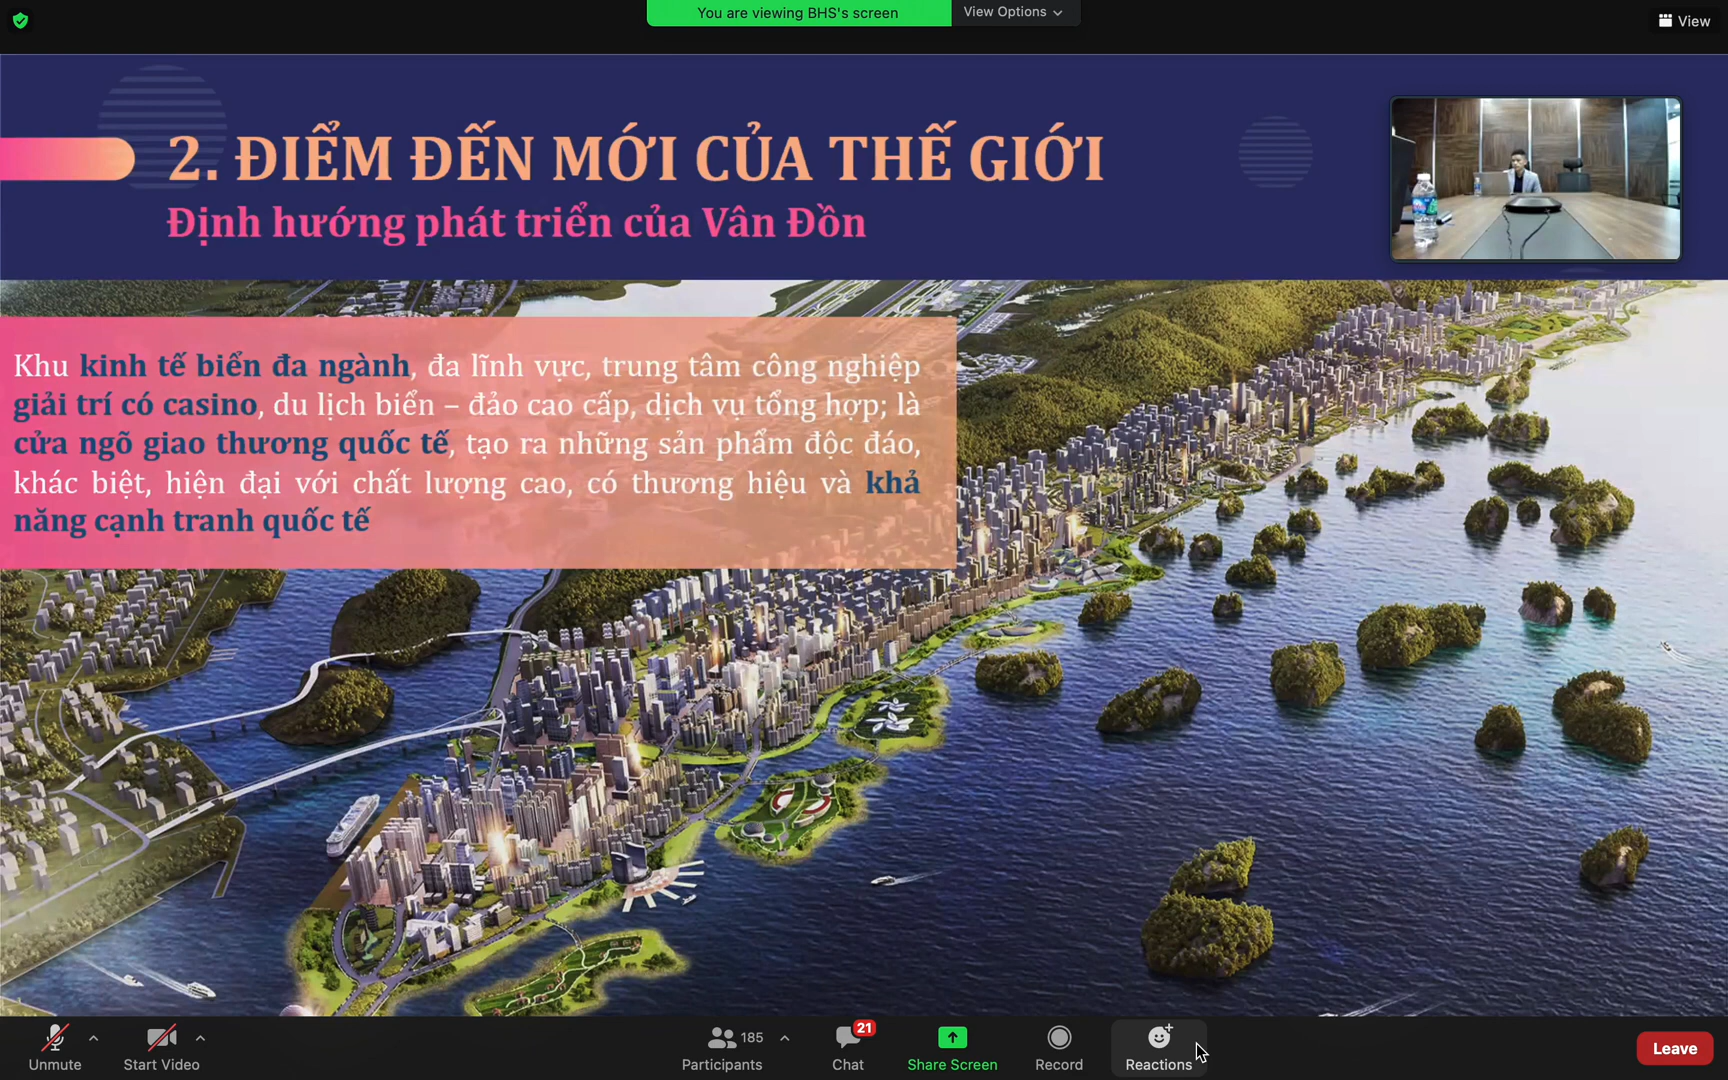 You are viewing BHS's screen
View Options
View
2. ĐIỂM ĐẾN MỚI CỦA THẾ GIỚI
Định hướng phát triển của Vân Đồn
Khu kinh tế biển đa ngành, đa lĩnh vực, trung tâm công nghiệp
giải trí có casino, du lịch biển – đảo cao cấp, dịch vụ tổng hợp; là
cửa ngõ giao thương quốc tế, tạo ra những sản phẩm độc đáo,
khác biệt, hiện đại với chất lượng cao, có thương hiệu và khả
năng cạnh tranh quốc tế
Unmute
Start Video
185
Participants
21
Chat
Share Screen
Record
Reactions
Leave